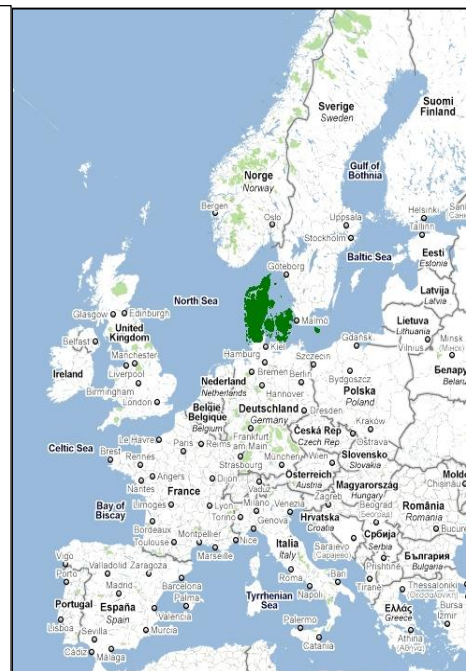 Sverige
Sweden
Suomi
Finland
Norge
Norway
Gulf of
Bothnia
Bergen
Oslo
Uppsala
Helsinki
Tallinn
Stockholm
Baltic Sea
Eesti
Estonia
Göteborg
Latvija
Latvia
North Sea
Glasgow
Edinburgh
Malmö
Lietuva
Lithuania
Belfast
United
Kingdom
Kiel
Gdańsk
Vilnius
Minsk
Hamburg
Szczecin
Manchester
Liverpool
Ireland
Nederland
Netherlands
Bremen
Berlin
Bydgoszcz
Birmingham
Hannover
Polska
Poland
London
België
Belgique
Belgium
Deutschland
Germany
Dresden
Celtic Sea
Le Havre
Frankfurt
am Main
Česká Rep
Czech Rep
Kraków
Ostrava
Brest
Paris
Reims
Rennes
Strasbourg
Slovensko
Slovakia
München
Wien
Nantes
Angers
Dijon
Österreich
Austria
Magyarország
Hungary
Vaduz
France
Bay of
Biscay
Limoges
Lyon
Milano
Venezia
Zagreb
România
Romania
Torino
Hrvatska
Croatia
Beograd
Bordeaux
Genova
Toulouse
Montpellier
Nice
Italia
Italy
Sarajevo
Србија
Serbia
Marseille
Vigo
Porto
Valladolid
Zaragoza
Roma
Bari
България
Bulgaria
Madrid
Barcelona
Napoli
Tiranë
Portugal
España
Spain
Palma
Valencia
Tyrrhenian
Sea
Thessaloniki
Ελλάς
Greece
Bursa
Lisboa
Murcia
Palermo
Izmir
Sevilla
Athina
Cádiz
Málaga
Catania